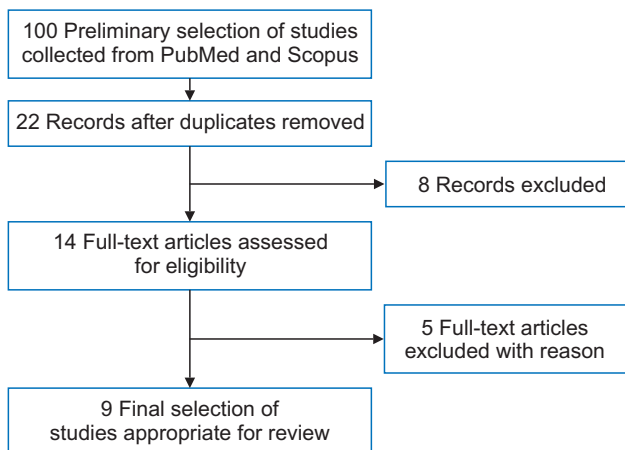 100 Preliminary selection of studies
collected from PubMed and Scopus
22 Records after duplicates removed
8 Records excluded
14 Full-text articles assessed
for eligibility
5 Full-text articles
excluded with reason
9 Final selection of
studies appropriate for review